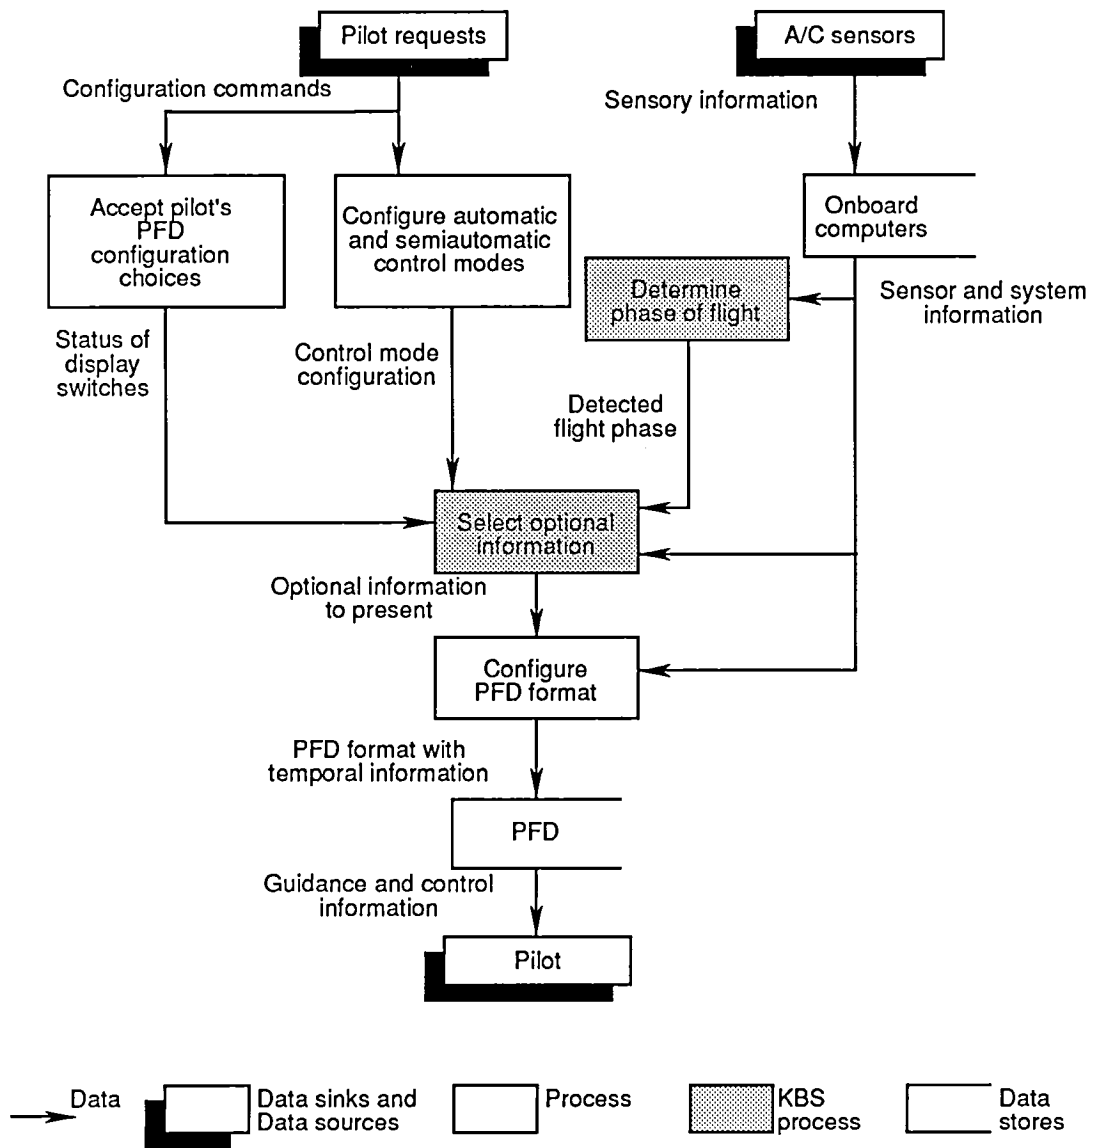 Pilot requests
A/C sensors
Configuration commands
Sensory information
Accept pilot's
PFD
configuration
choices
Configure automatic
and semiautomatic
control modes
Onboard
computers
Determine
phase of flight
Sensor and system
information
Status of
display
switches
Control mode
configuration
Detected
flight phase
Select optional
information
Optional information
to present
Configure
PFD format
PFD format with
temporal information
PFD
Guidance and control
information
Pilot
Data
Data sinks and
Data sources
Process
KBS
process
Data
stores